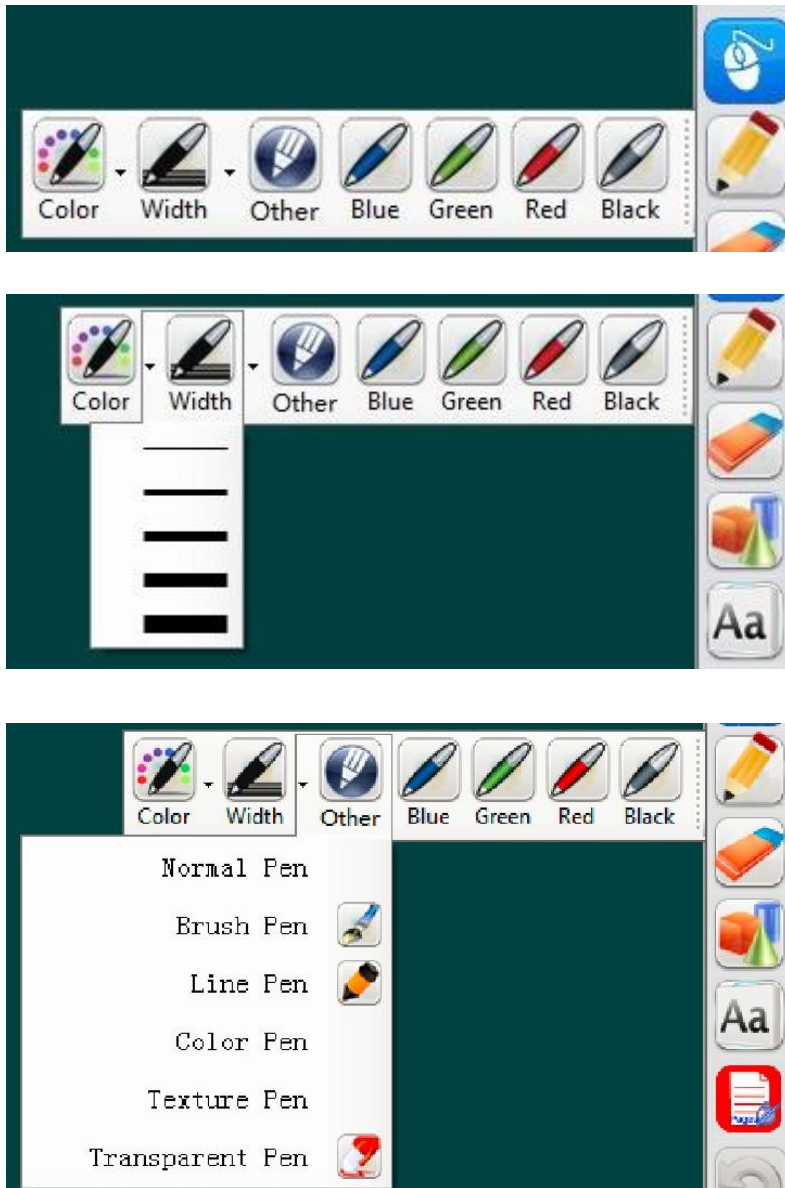 Color Width Other Blue Green Red Black
Color Width Other Blue Green Red Black
Aa
Color Width Other Blue Green Red Black
Normal Pen
Brush Pen
Line Pen
Color Pen
Aa
Texture Pen
Pages
Transparent Pen